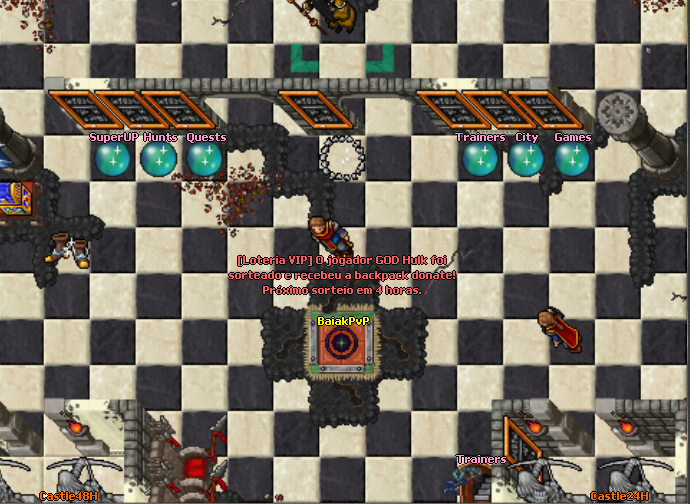 SuperUP Hunts Quests
Trainers City Games
[Loteria VIP] O jogador GOD Hulk foi
sorteado e recebeu a backpack donate!
Próximo sorteio em 4 horas.
BaiakPvP
Trainers
Castle48H
Castle24H